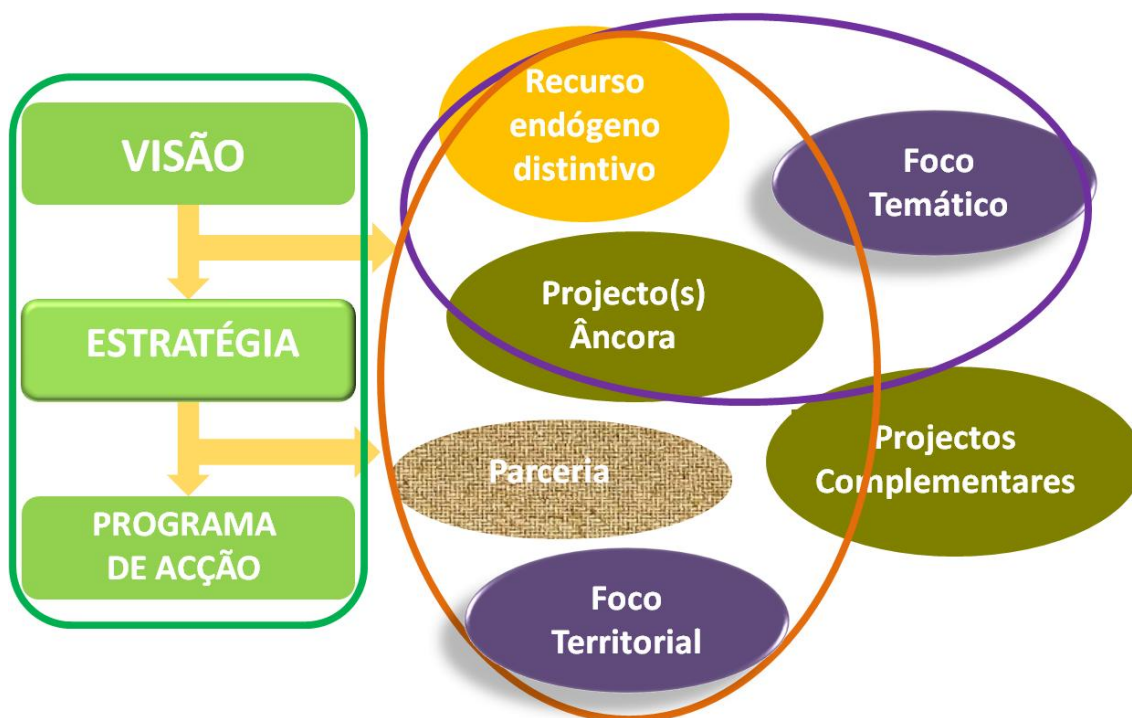 VISÃO
ESTRATÉGIA
PROGRAMA
DE ACÇÃO
Recurso
endógeno
distintivo
Foco
Temático
Projecto(s)
Âncora
Projectos
Complementares
Parceria
Foco
Territorial